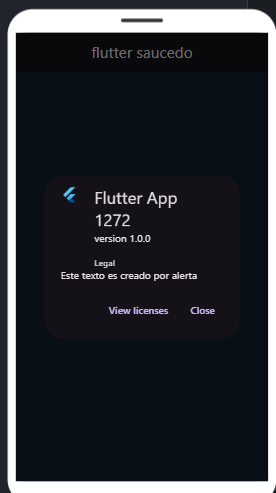 flutter saucedo
Flutter App
1272
version 1.0.0
Legal
Este texto es creado por alerta
View licenses Close